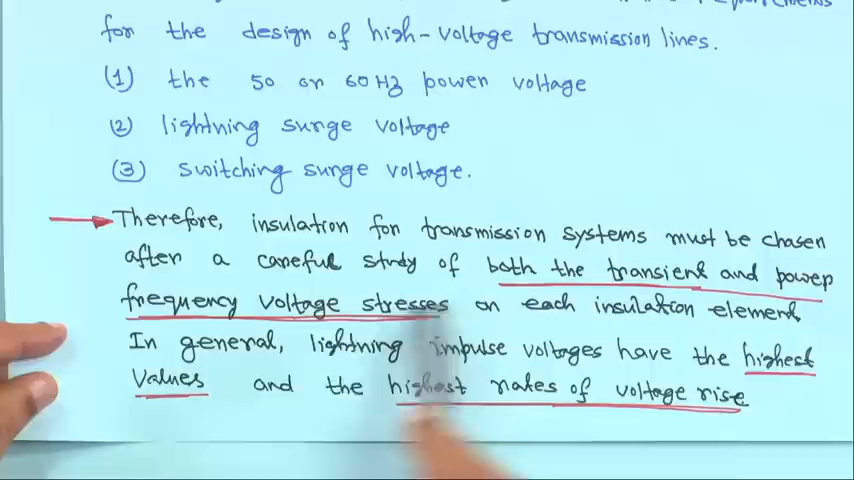 for the design of high-voltage transmission lines.
(1) the 50 or 60 Hz power voltage
(2) lightning surge voltage
(3) switching surge voltage.
Therefore, insulation for transmission systems must be chosen
after a careful study of both the transient and power
frequency voltage stresses on each insulation element.
In general, lightning impulse voltages have the highest
values and the highest rates of voltage rise